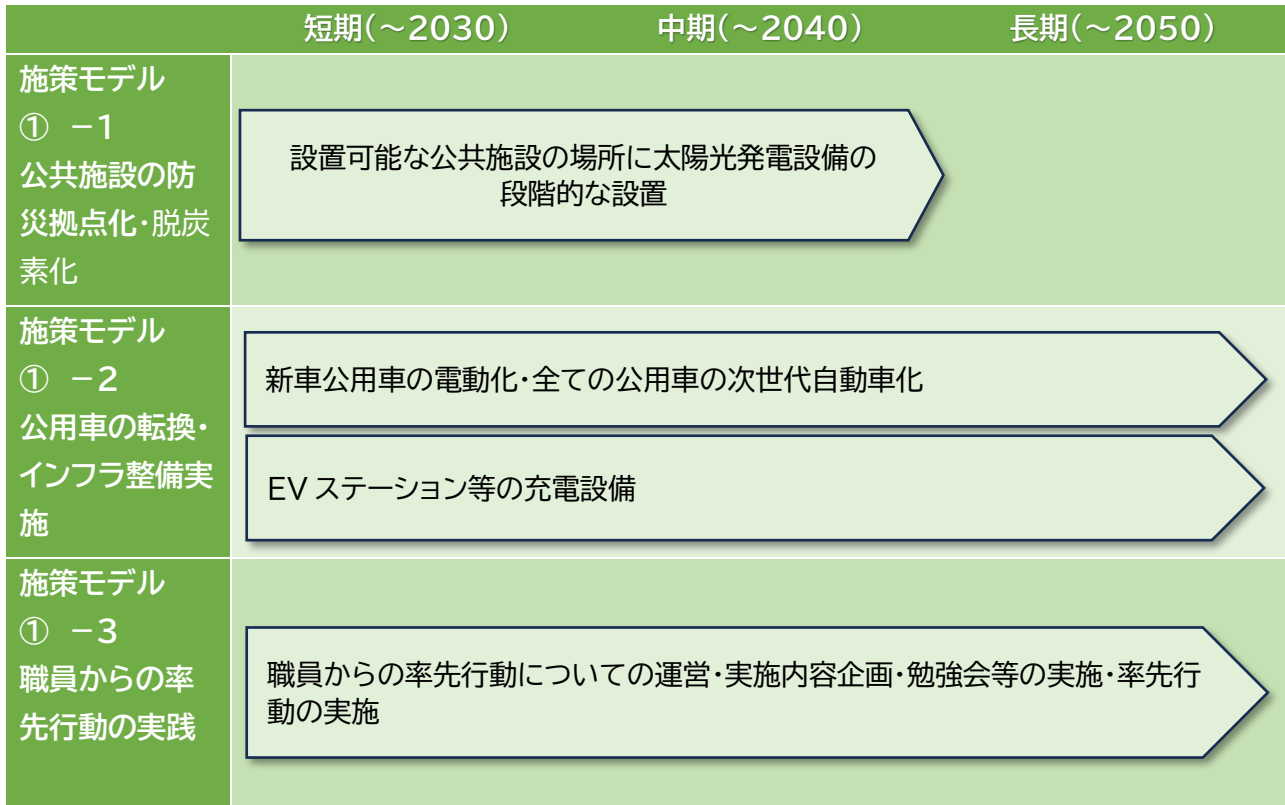 短期(～2030) 中期(～2040) 長期(～2050)
施策モデル
① －1
公共施設の防
災拠点化・脱炭
素化
設置可能な公共施設の場所に太陽光発電設備の
段階的な設置
施策モデル
① －2
公用車の転換・
インフラ整備実
施
新車公用車の電動化・全ての公用車の次世代自動車化
EV ステーション等の充電設備
施策モデル
① －3
職員からの率
先行動の実践
職員からの率先行動についての運営・実施内容企画・勉強会等の実施・率先行
動の実施